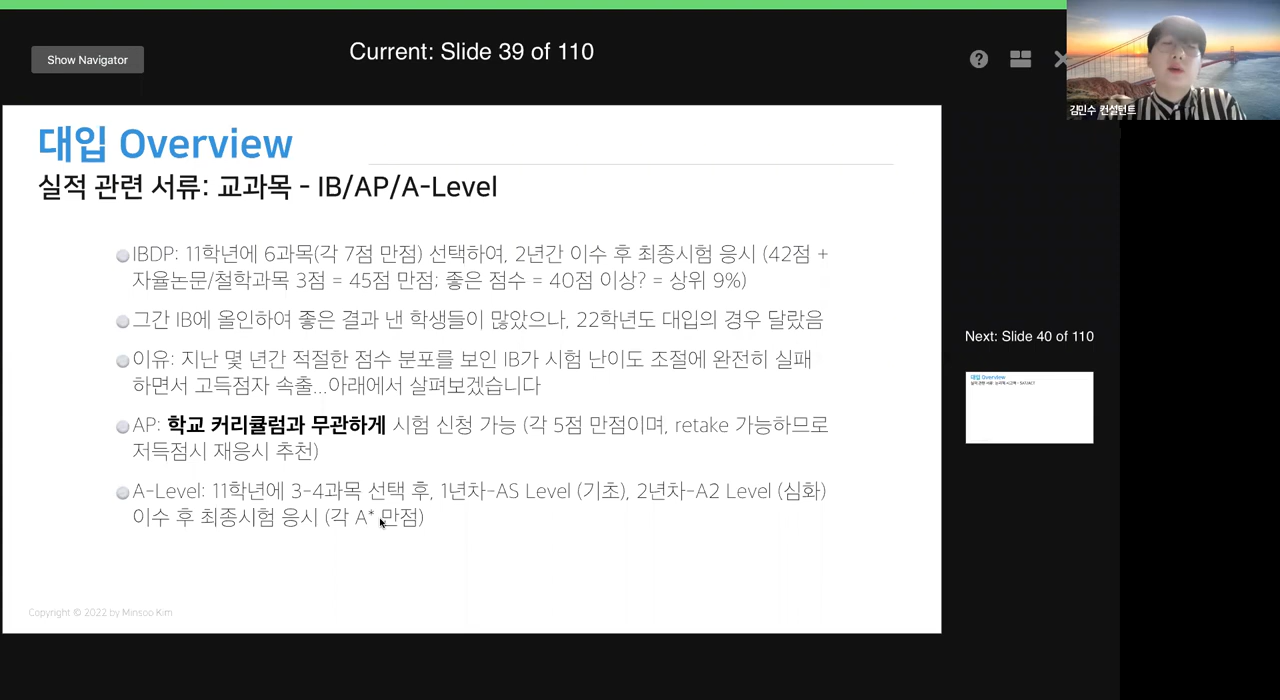 Show Navigator
Current: Slide 39 of 110
김민수 컨설턴트
대입 Overview
실적 관련 서류: 교과목 - IB/AP/A-Level
IBDP: 11학년에 6과목(각 7점 만점) 선택하여, 2년간 이수 후 최종시험 응시 (42점 +
자율논문/철학과목 3점 = 45점 만점; 좋은 점수 = 40점 이상? = 상위 9%)
그간 IB에 올인하여 좋은 결과 낸 학생들이 많았으나, 22학년도 대입의 경우 달랐음
이유: 지난 몇 년간 적절한 점수 분포를 보인 IB가 시험 난이도 조절에 완전히 실패
하면서 고득점자 속출...아래에서 살펴보겠습니다
AP: 학교 커리큘럼과 무관하게 시험 신청 가능 (각 5점 만점이며, retake 가능하므로
저득점시 재응시 추천)
A-Level: 11학년에 3-4과목 선택 후, 1년차-AS Level (기초), 2년차-A2 Level (심화)
이수 후 최종시험 응시 (각 A* 만점)
Copyright © 2022 by Minsoo Kim
Next: Slide 40 of 110
대입 Overview